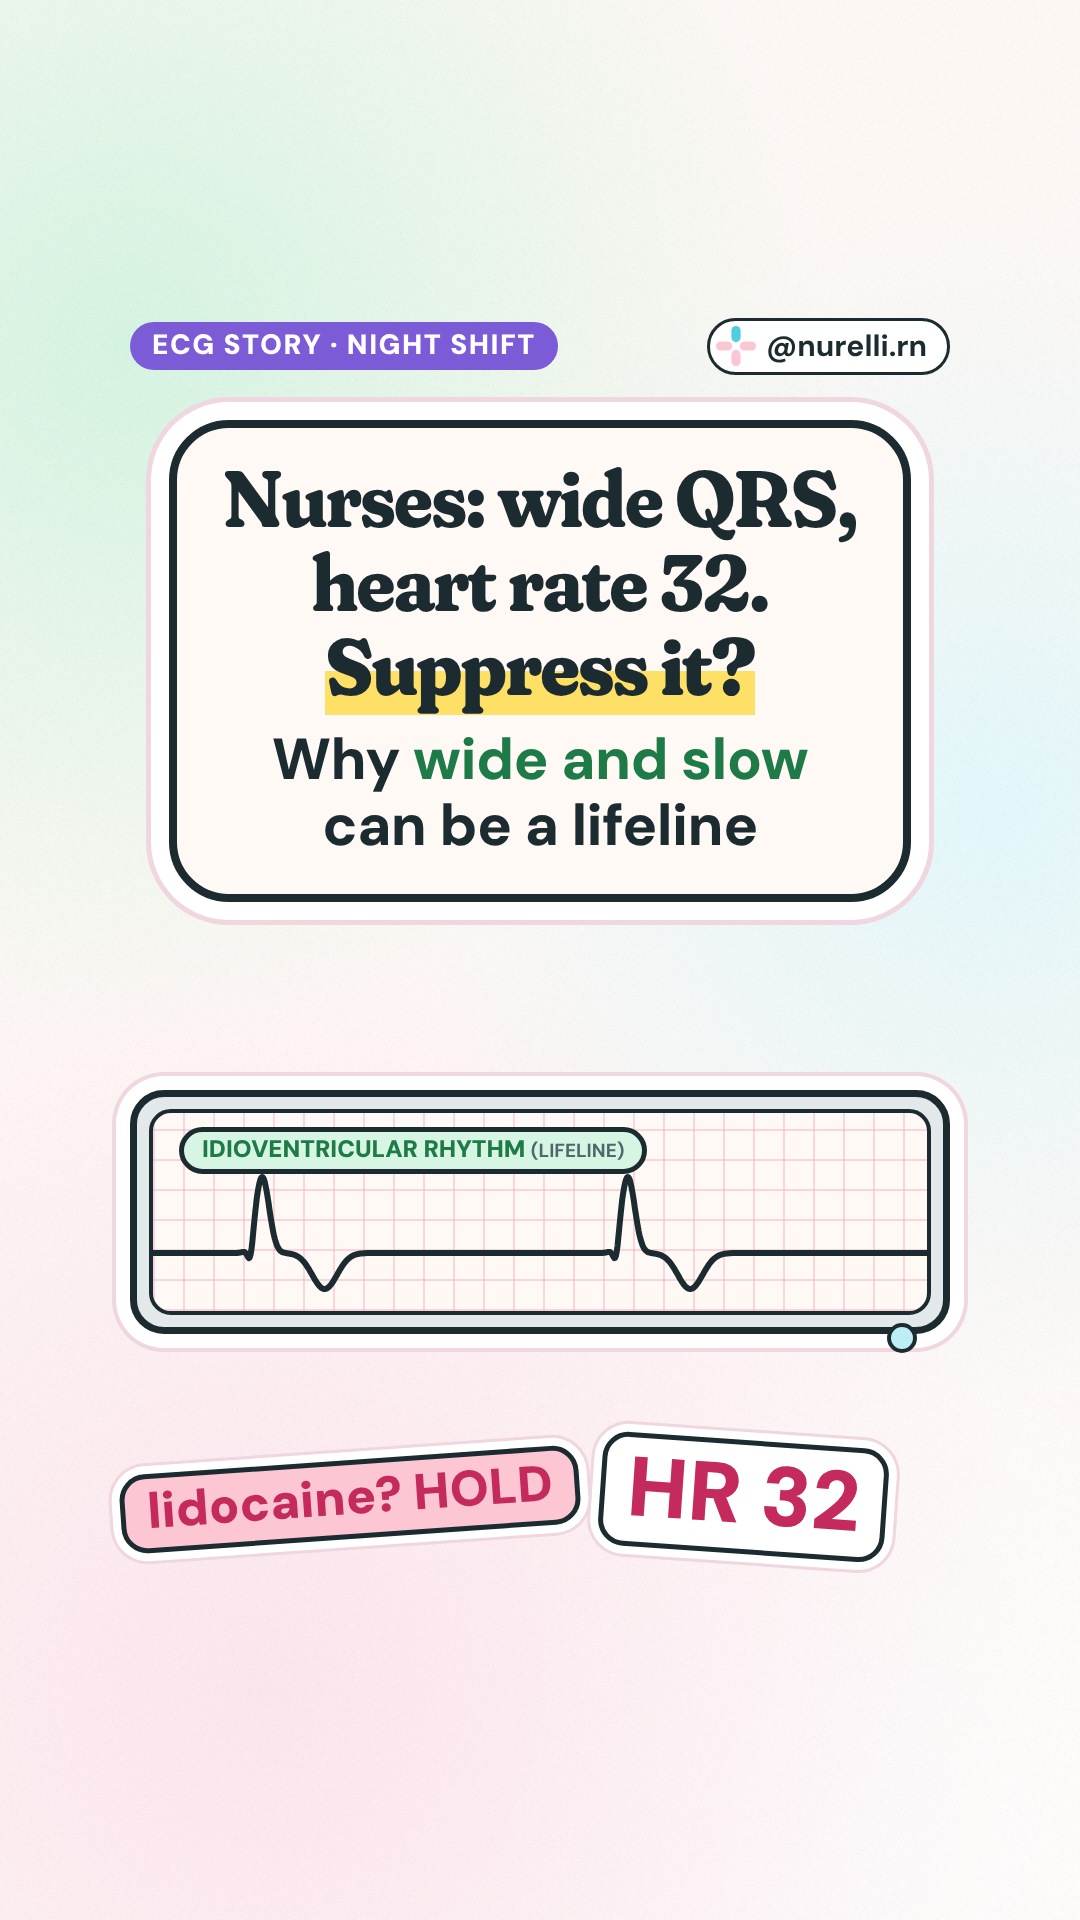 ECG STORY · NIGHT SHIFT
@nurelli.rn
Nurses: wide QRS,
heart rate 32.
Suppress it?
Why wide and slow
can be a lifeline
IDIOVENTRICULAR RHYTHM (LIFELINE)
lidocaine? HOLD
HR 32